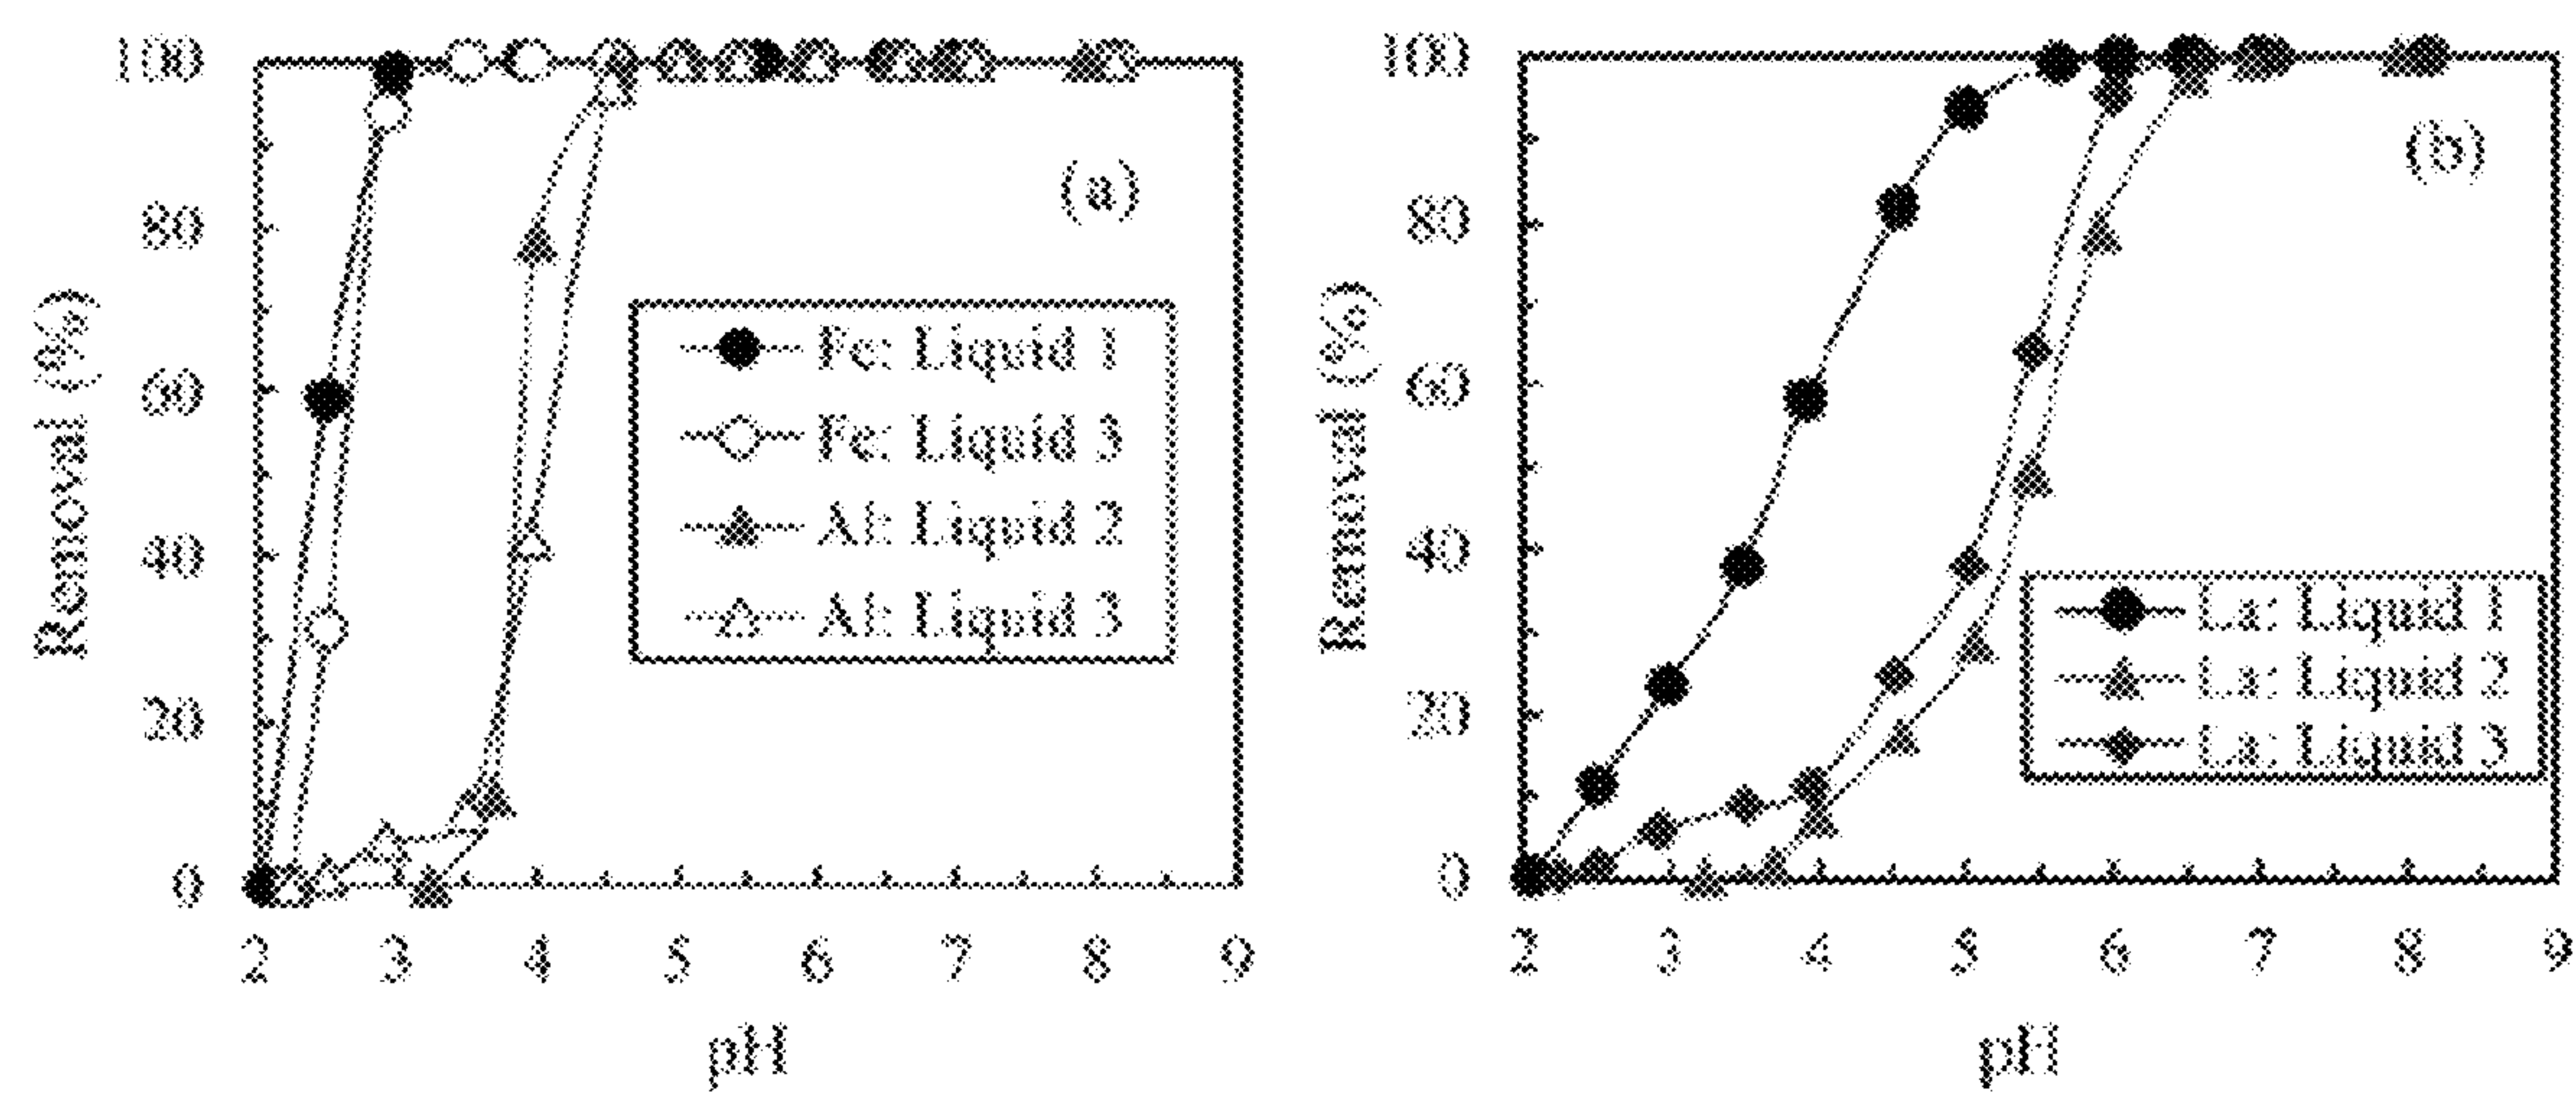 100
80
60
40
20
0
Removal (%)
(a)
Fe: Liquid 1
Fe: Liquid 3
Al: Liquid 2
Al: Liquid 3
2 3 4 5 6 7 8 9
pH
100
80
60
40
20
0
Removal (%)
(b)
La: Liquid 1
La: Liquid 2
La: Liquid 3
2 3 4 5 6 7 8 9
pH